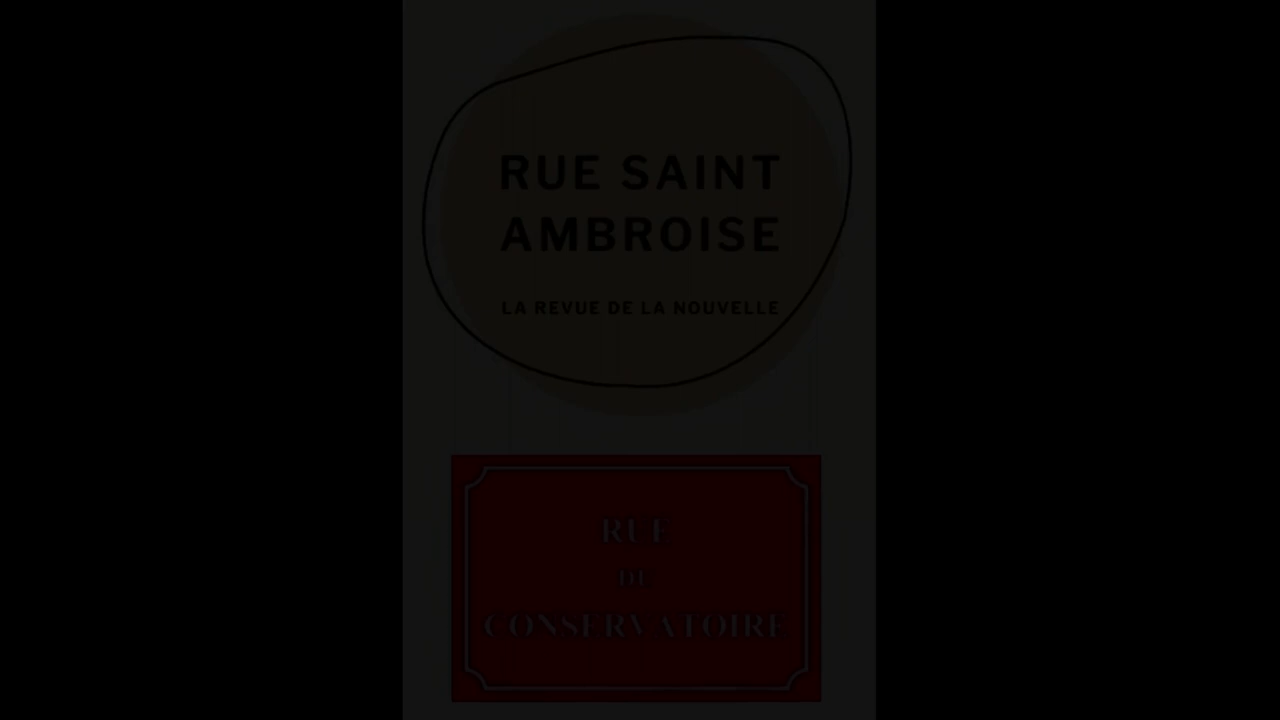 RUE SAINT
AMBROISE
LA REVUE DE LA NOUVELLE
RUE
DU
CONSERVATOIRE